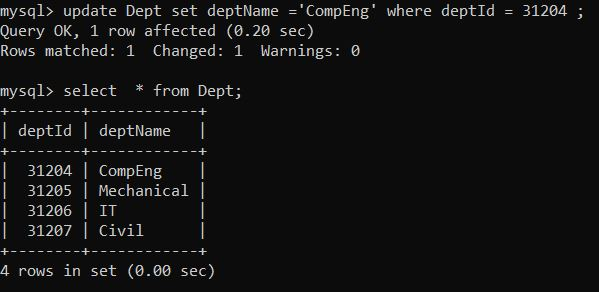 mysql> update Dept set deptName ='CompEng' where deptId = 31204 ;
Query OK, 1 row affected (0.20 sec)
Rows matched: 1  Changed: 1  Warnings: 0

mysql> select  * from Dept;
+--------+------------+
| deptId | deptName   |
+--------+------------+
|  31204 | CompEng    |
|  31205 | Mechanical |
|  31206 | IT         |
|  31207 | Civil      |
+--------+------------+
4 rows in set (0.00 sec)